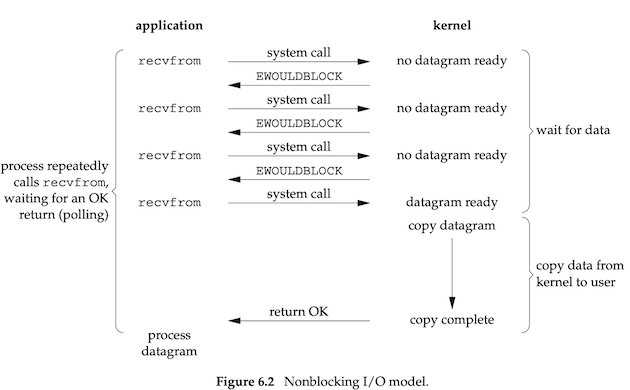 application
kernel
recvfrom
system call
no datagram ready
EWOULDBLOCK
recvfrom
system call
no datagram ready
EWOULDBLOCK
recvfrom
system call
no datagram ready
EWOULDBLOCK
recvfrom
system call
datagram ready
copy datagram
wait for data
process repeatedly
calls recvfrom,
waiting for an OK
return (polling)
copy data from
kernel to user
return OK
copy complete
process
datagram
Figure 6.2 Nonblocking I/O model.